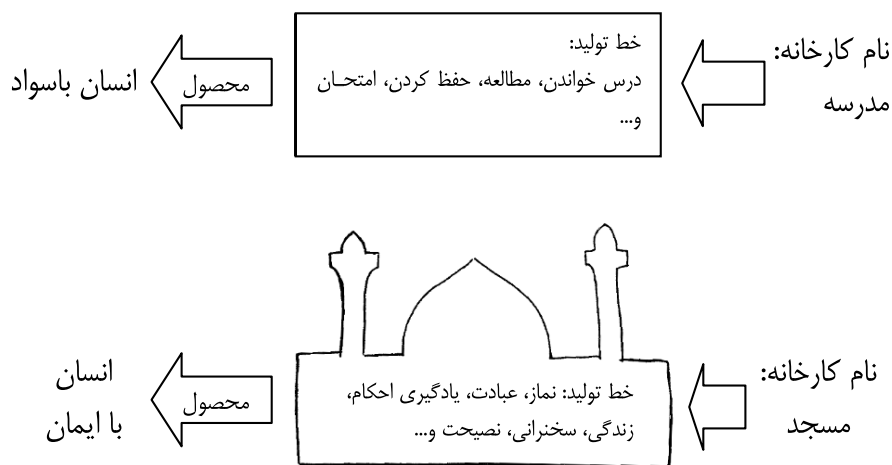 نام کارخانه:
مدرسه
خط تولید:
درس خواندن، مطالعه، حفظ کردن، امتحـان
و...
محصول
انسان باسواد
نام کارخانه:
مسجد
خط تولید: نماز، عبادت، یادگیری احکام،
زندگی، سخنرانی، نصیحت و...
محصول
انسان
با ایمان